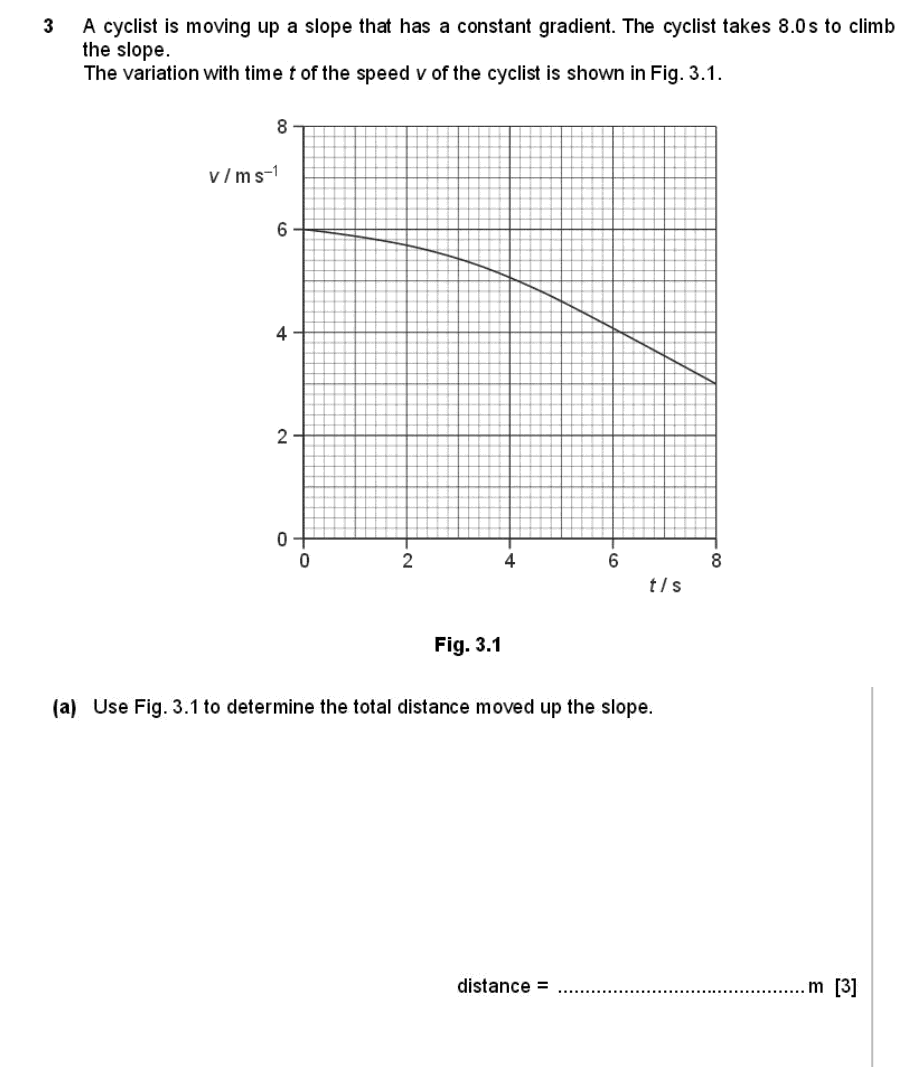 3 A cyclist is moving up a slope that has a constant gradient. The cyclist takes 8.0 s to climb
the slope.
The variation with time t of the speed v of the cyclist is shown in Fig. 3.1.
8
v / m s⁻¹
6
4
2
0
0 2 4 6 8
t / s
Fig. 3.1
(a) Use Fig. 3.1 to determine the total distance moved up the slope.
distance = .............................................. m [3]